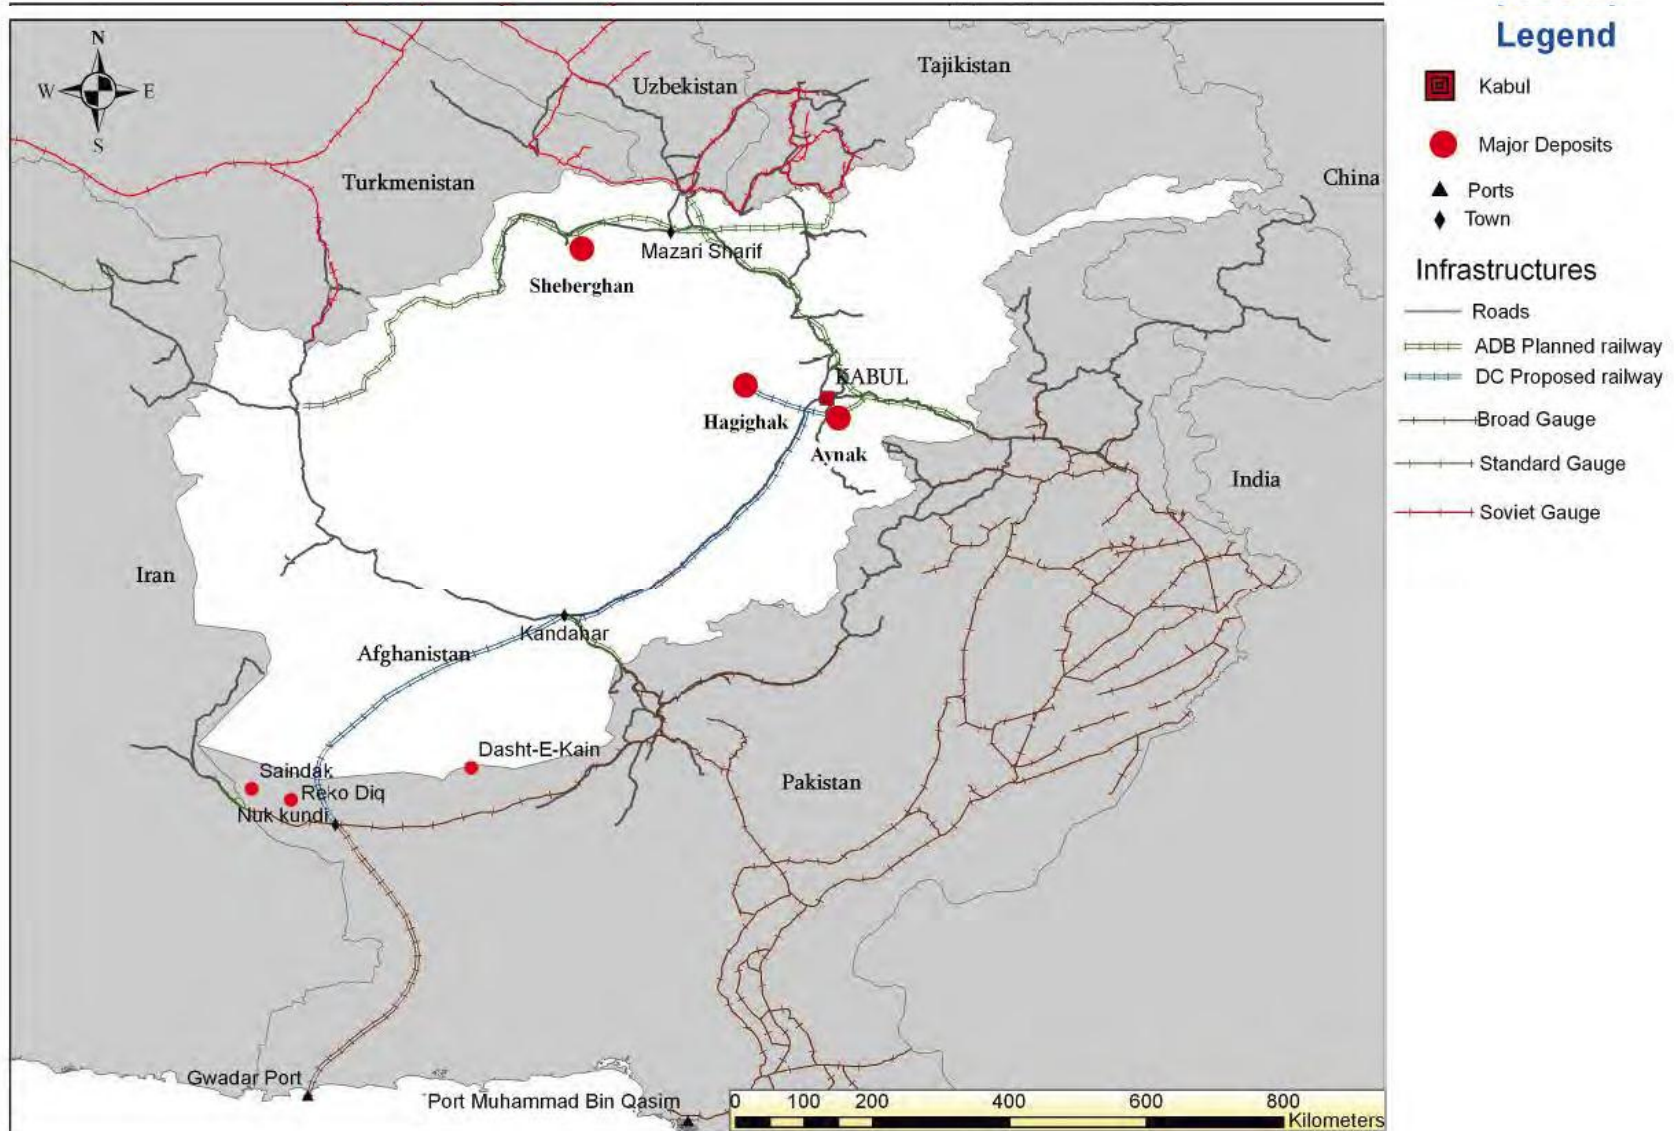 Legend
Kabul
Major Deposits
Ports
Town
Infrastructures
Roads
ADB Planned railway
DC Proposed railway
Broad Gauge
Standard Gauge
Soviet Gauge
N
W
E
S
Uzbekistan
Tajikistan
Turkmenistan
China
Mazari Sharif
Sheberghan
KABUL
Hagighak
Aynak
India
Iran
Kandahar
Afghanistan
Dasht-E-Kain
Saindak
Reko Diq
Nuk kundi
Pakistan
Gwadar Port
Port Muhammad Bin Qasim
0 100 200 400 600 800
Kilometers